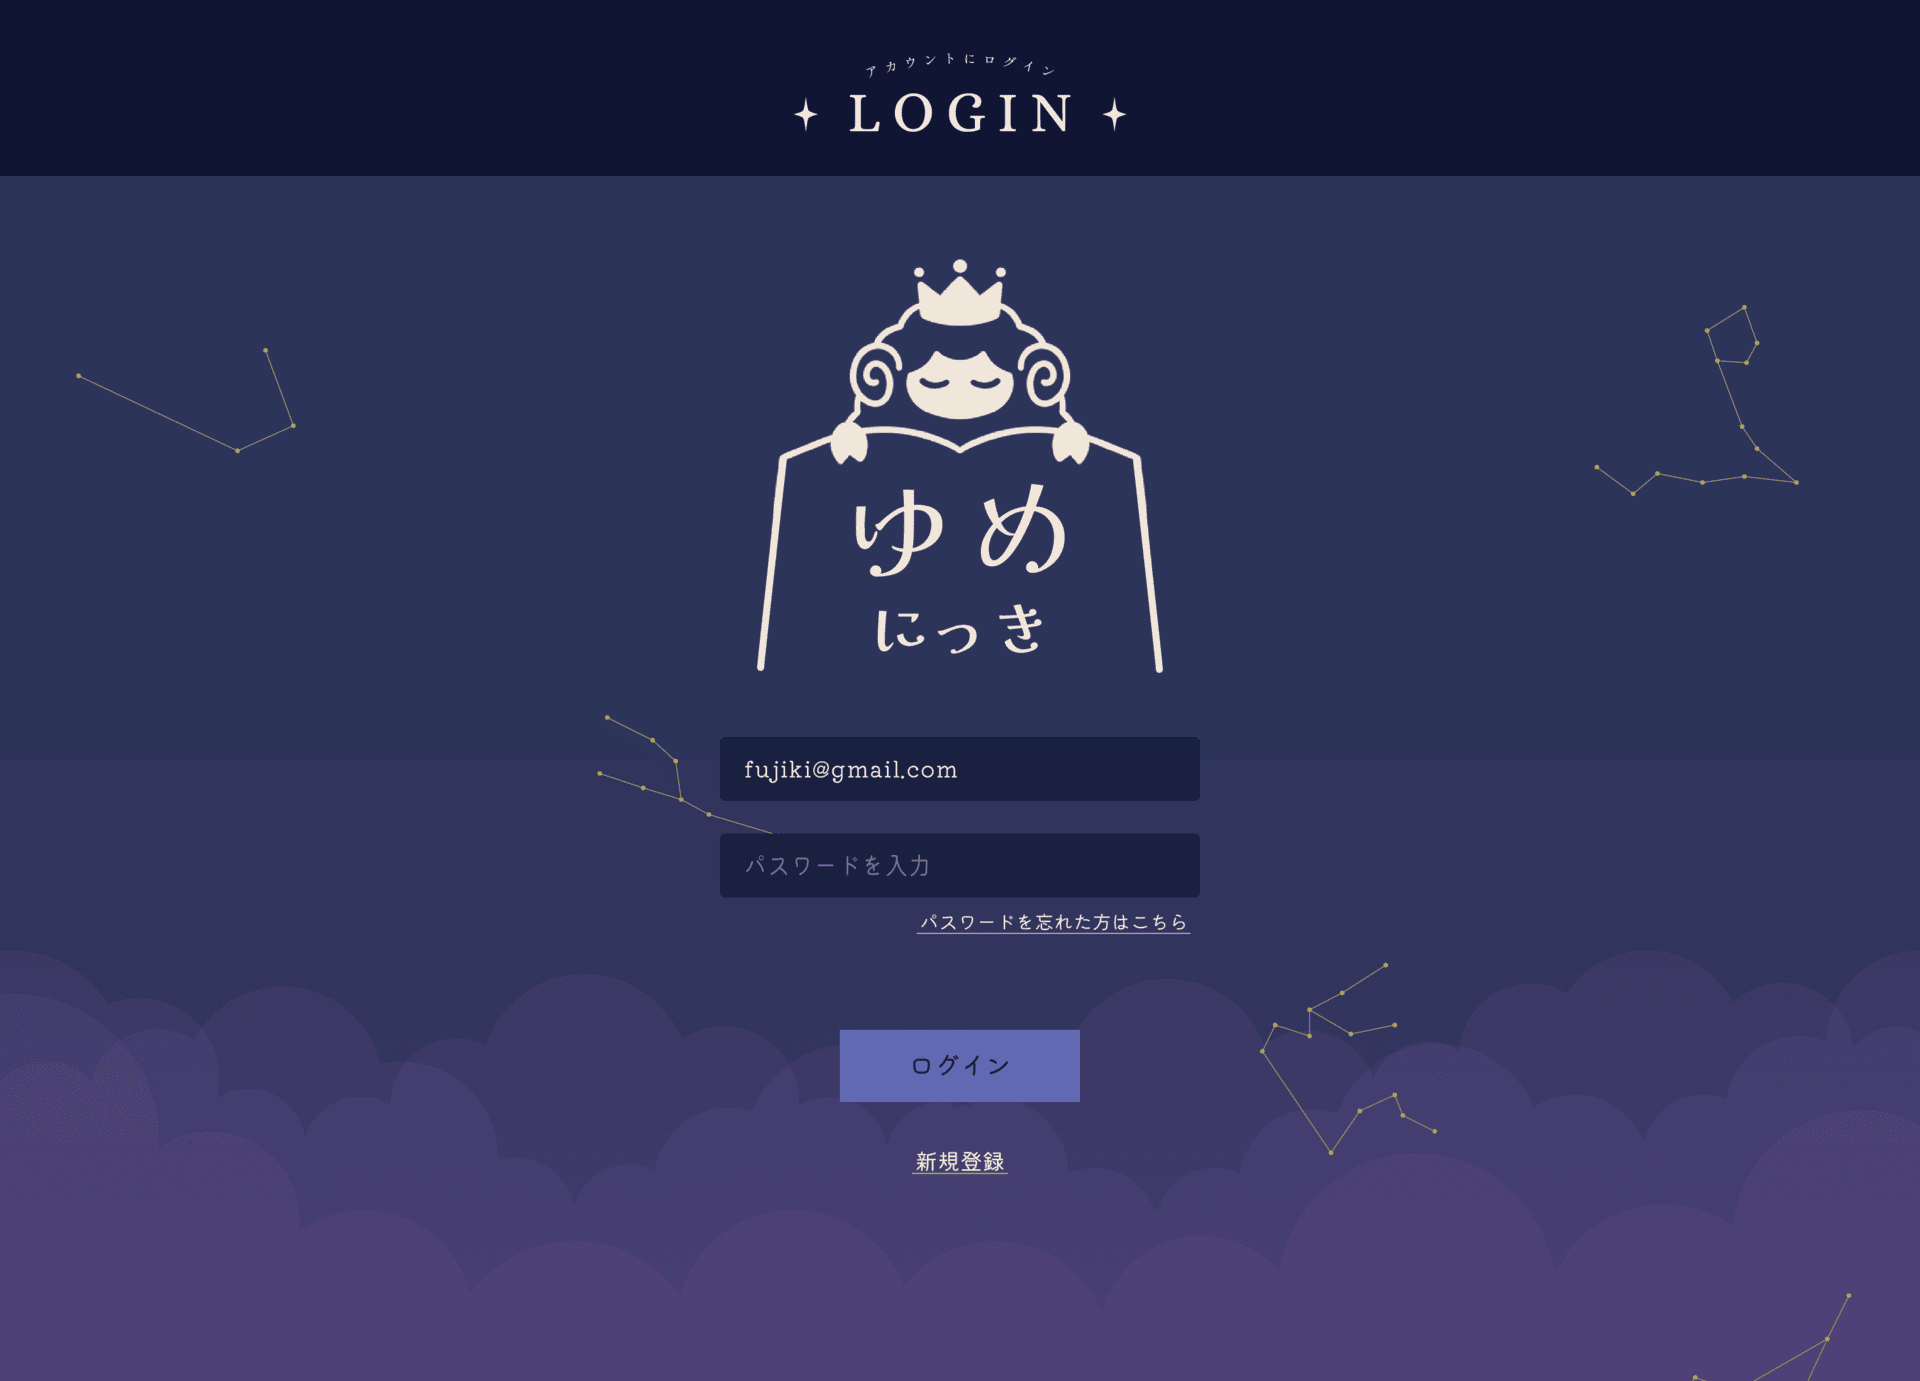 アカウントにログイン
LOGIN
ゆめ
にっき
fujiki@gmail.com
パスワードを入力
パスワードを忘れた方はこちら
ログイン
新規登録